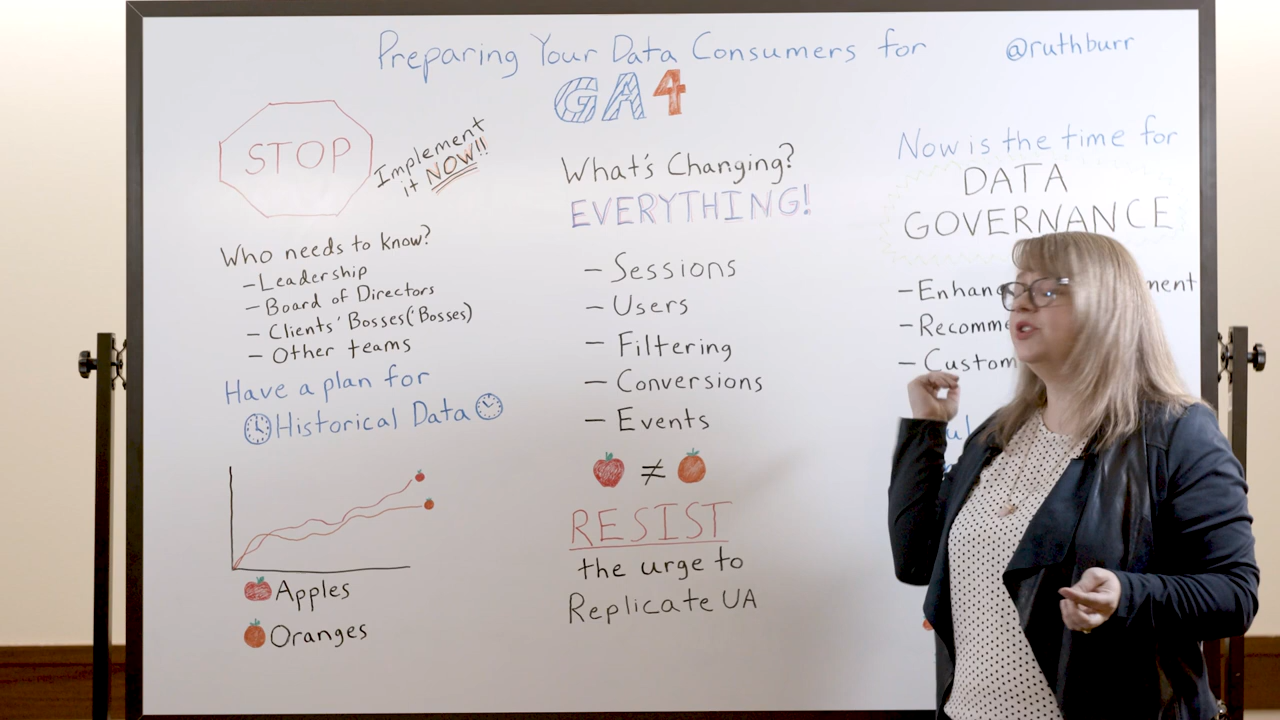 Preparing Your Data Consumers for
GA4
@ruthburr
STOP
Implement
it NOW!!
Who needs to know?
- Leadership
- Board of Directors
- Clients' Bosses ('Bosses)
- Other teams
Have a plan for
Historical Data
Apples
Oranges
What's Changing?
EVERYTHING!
- Sessions
- Users
- Filtering
- Conversions
- Events
≠
RESIST
the urge to
Replicate UA
Now is the time for
DATA
GOVERNANCE
-
-
- Custom